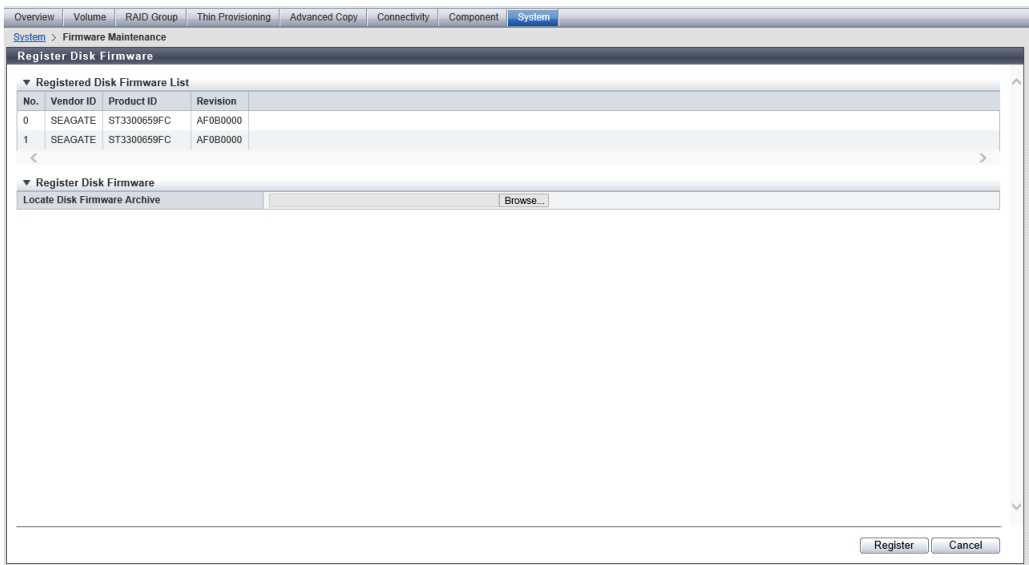 Overview Volume RAID Group Thin Provisioning Advanced Copy Connectivity Component System
System > Firmware Maintenance
Register Disk Firmware
▼ Registered Disk Firmware List
No. Vendor ID Product ID Revision
0 SEAGATE ST3300659FC AF0B0000
1 SEAGATE ST3300659FC AF0B0000
▼ Register Disk Firmware
Locate Disk Firmware Archive Browse...
Register Cancel